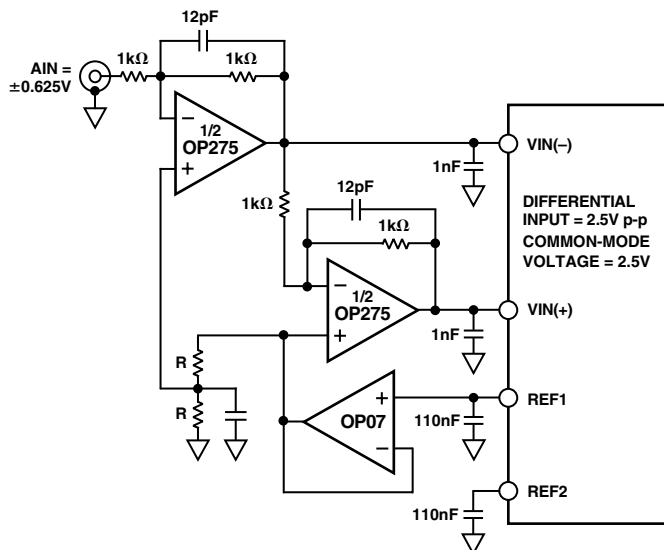 12pF
AIN =
±0.625V
1kΩ
1kΩ
1/2
OP275
−
+
VIN(–)
1nF
1kΩ
12pF
1kΩ
DIFFERENTIAL
INPUT = 2.5V p-p
COMMON-MODE
VOLTAGE = 2.5V
−
1/2
OP275
+
VIN(+)
1nF
R
R
+
OP07
−
REF1
110nF
REF2
110nF